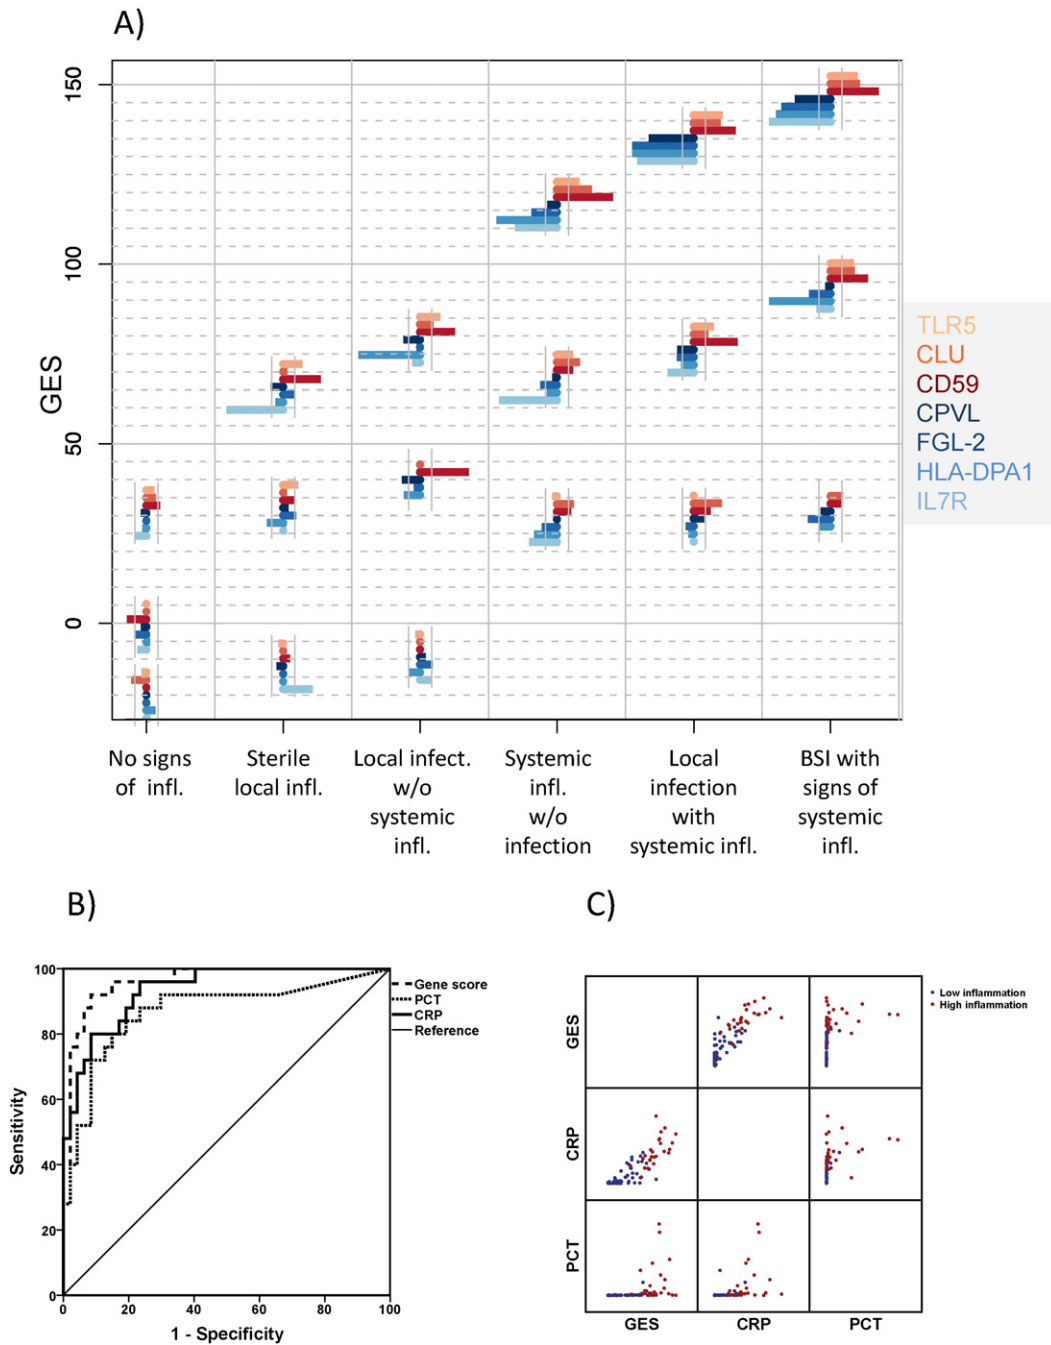 A)
GES
150
100
50
0
TLR5
CLU
CD59
CPVL
FGL-2
HLA-DPA1
IL7R
No signs
of infl.
Sterile
local infl.
Local infect.
w/o
systemic
infl.
Systemic
infl.
w/o
infection
Local
infection
with
systemic infl.
BSI with
signs of
systemic
infl.
B)
Sensitivity
100
80
60
40
20
0
0 20 40 60 80 100
1 - Specificity
Gene score
PCT
CRP
Reference
C)
Low inflammation
High inflammation
GES
CRP
PCT
GES CRP PCT